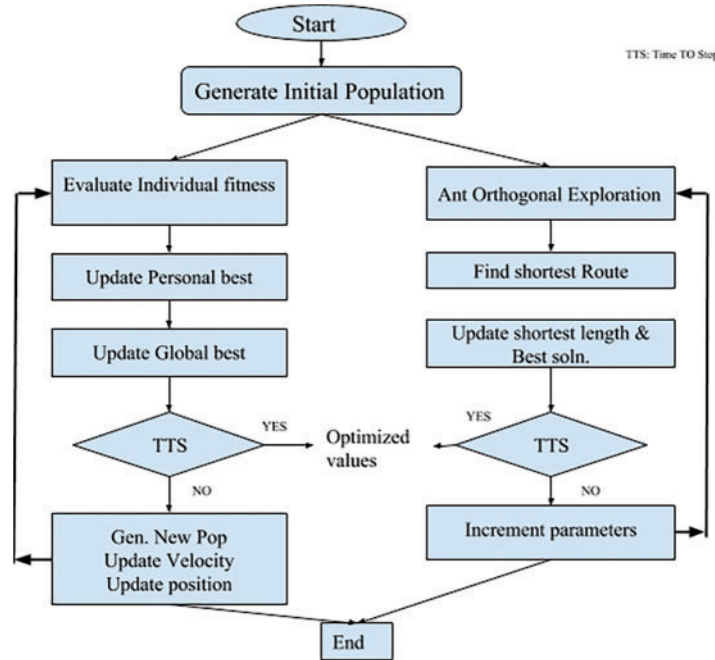 Start
TTS: Time TO Stop
Generate Initial Population
Evaluate Individual fitness
Ant Orthogonal Exploration
Update Personal best
Find shortest Route
Update Global best
Update shortest length &
Best soln.
TTS
YES
Optimized
values
YES
TTS
NO
NO
Gen. New Pop
Update Velocity
Update position
Increment parameters
End